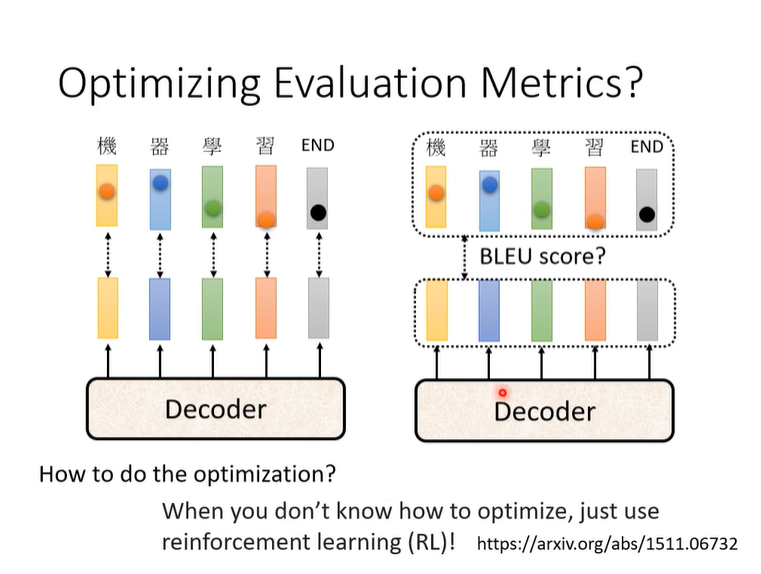 Optimizing Evaluation Metrics?
機 器 學 習 END
機 器 學 習 END
BLEU score?
Decoder
Decoder
How to do the optimization?
When you don't know how to optimize, just use
reinforcement learning (RL)! https://arxiv.org/abs/1511.06732